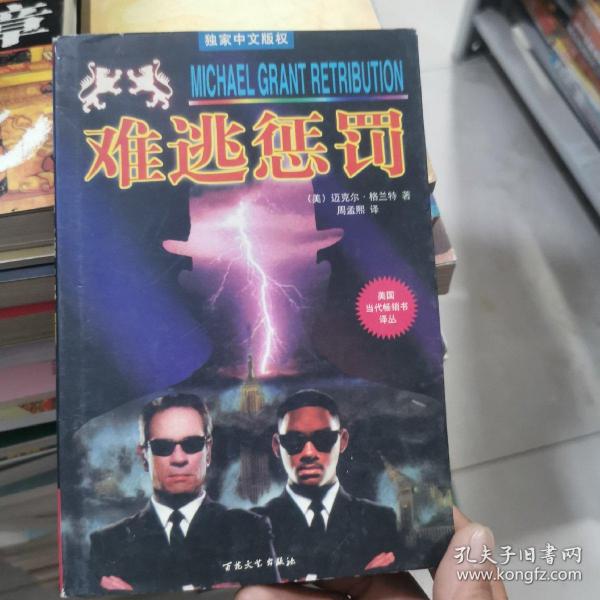 独家中文版权
MICHAEL GRANT RETRIBUTION
难逃惩罚
（美）迈克尔·格兰特 著
周孟熙 译
美国
当代畅销书
译丛
百花文艺出版社
章
孔夫子旧书网
www.kongfz.com